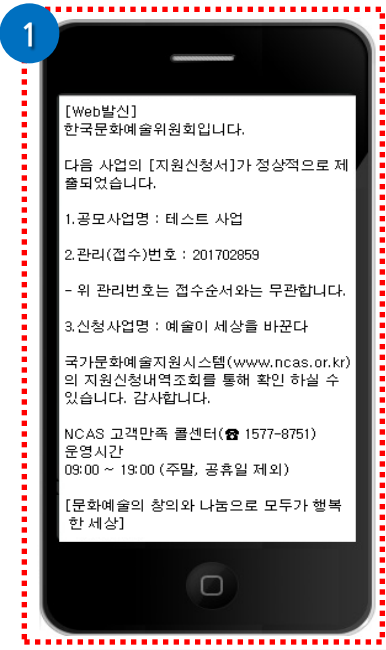 1
[Web발신]
한국문화예술위원회입니다.
다음 사업의 [지원신청서]가 정상적으로 제
출되었습니다.
1.공모사업명 : 테스트 사업
2.관리(접수)번호 : 201702859
- 위 관리번호는 접수순서와는 무관합니다.
3.신청사업명 : 예술이 세상을 바꾼다
국가문화예술지원시스템(www.ncas.or.kr)
의 지원신청내역조회를 통해 확인 하실 수
있습니다. 감사합니다.
NCAS 고객만족 콜센터(☎ 1577-8751)
운영시간
09:00 ~ 19:00 (주말, 공휴일 제외)
[문화예술의 창의와 나눔으로 모두가 행복
한 세상]